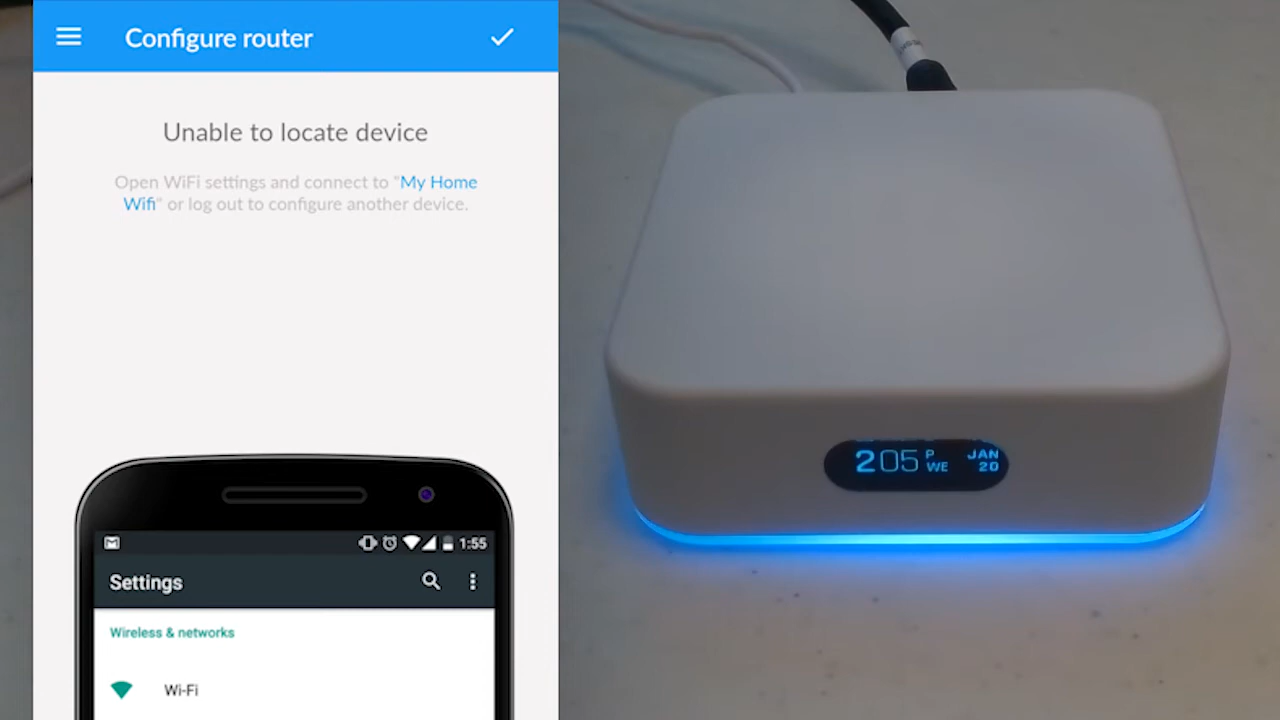 Configure router
Unable to locate device
Open WiFi settings and connect to "My Home
Wifi" or log out to configure another device.
1:55
Settings
Wireless & networks
Wi-Fi
205 P WE JAN 20